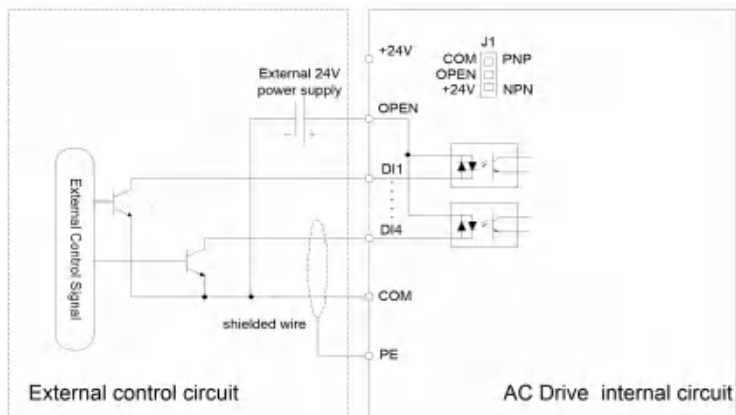 +24V
J1
COM PNP
OPEN
+24V NPN
External 24V
power supply
OPEN
DI1
External Control Signal
DI4
COM
shielded wire
PE
External control circuit
AC Drive internal circuit